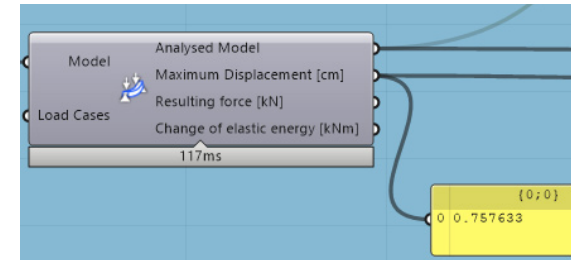 Model
Load Cases
Analysed Model
Maximum Displacement [cm]
Resulting force [kN]
Change of elastic energy [kNm]
117ms
{0;0}
0 0.757633